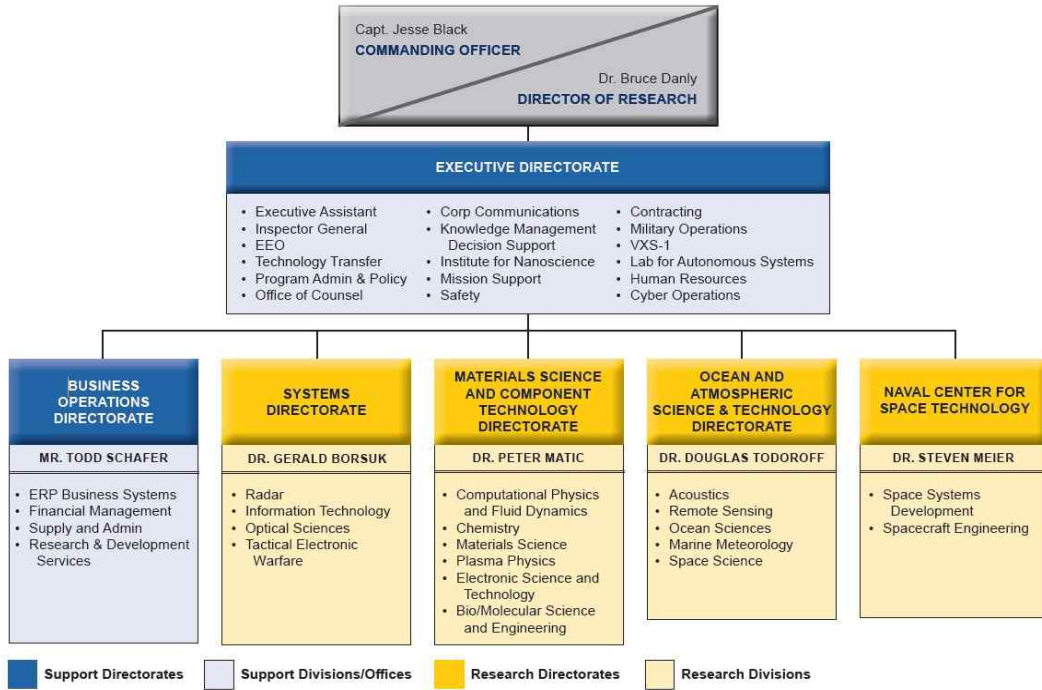 Capt. Jesse Black
COMMANDING OFFICER
Dr. Bruce Danly
DIRECTOR OF RESEARCH
EXECUTIVE DIRECTORATE
• Executive Assistant
• Inspector General
• EEO
• Technology Transfer
• Program Admin & Policy
• Office of Counsel
• Corp Communications
• Knowledge Management
Decision Support
• Institute for Nanoscience
• Mission Support
• Safety
• Contracting
• Military Operations
• VXS-1
• Lab for Autonomous Systems
• Human Resources
• Cyber Operations
BUSINESS
OPERATIONS
DIRECTORATE
MR. TODD SCHAFER
• ERP Business Systems
• Financial Management
• Supply and Admin
• Research & Development
Services
SYSTEMS
DIRECTORATE
DR. GERALD BORSUK
• Radar
• Information Technology
• Optical Sciences
• Tactical Electronic
Warfare
MATERIALS SCIENCE
AND COMPONENT
TECHNOLOGY
DIRECTORATE
DR. PETER MATIC
• Computational Physics
and Fluid Dynamics
• Chemistry
• Materials Science
• Plasma Physics
• Electronic Science and
Technology
• Bio/Molecular Science
and Engineering
OCEAN AND
ATMOSPHERIC
SCIENCE & TECHNOLOGY
DIRECTORATE
DR. DOUGLAS TODOROFF
• Acoustics
• Remote Sensing
• Ocean Sciences
• Marine Meteorology
• Space Science
NAVAL CENTER FOR
SPACE TECHNOLOGY
DR. STEVEN MEIER
• Space Systems
Development
• Spacecraft Engineering
Support Directorates
Support Divisions/Offices
Research Directorates
Research Divisions